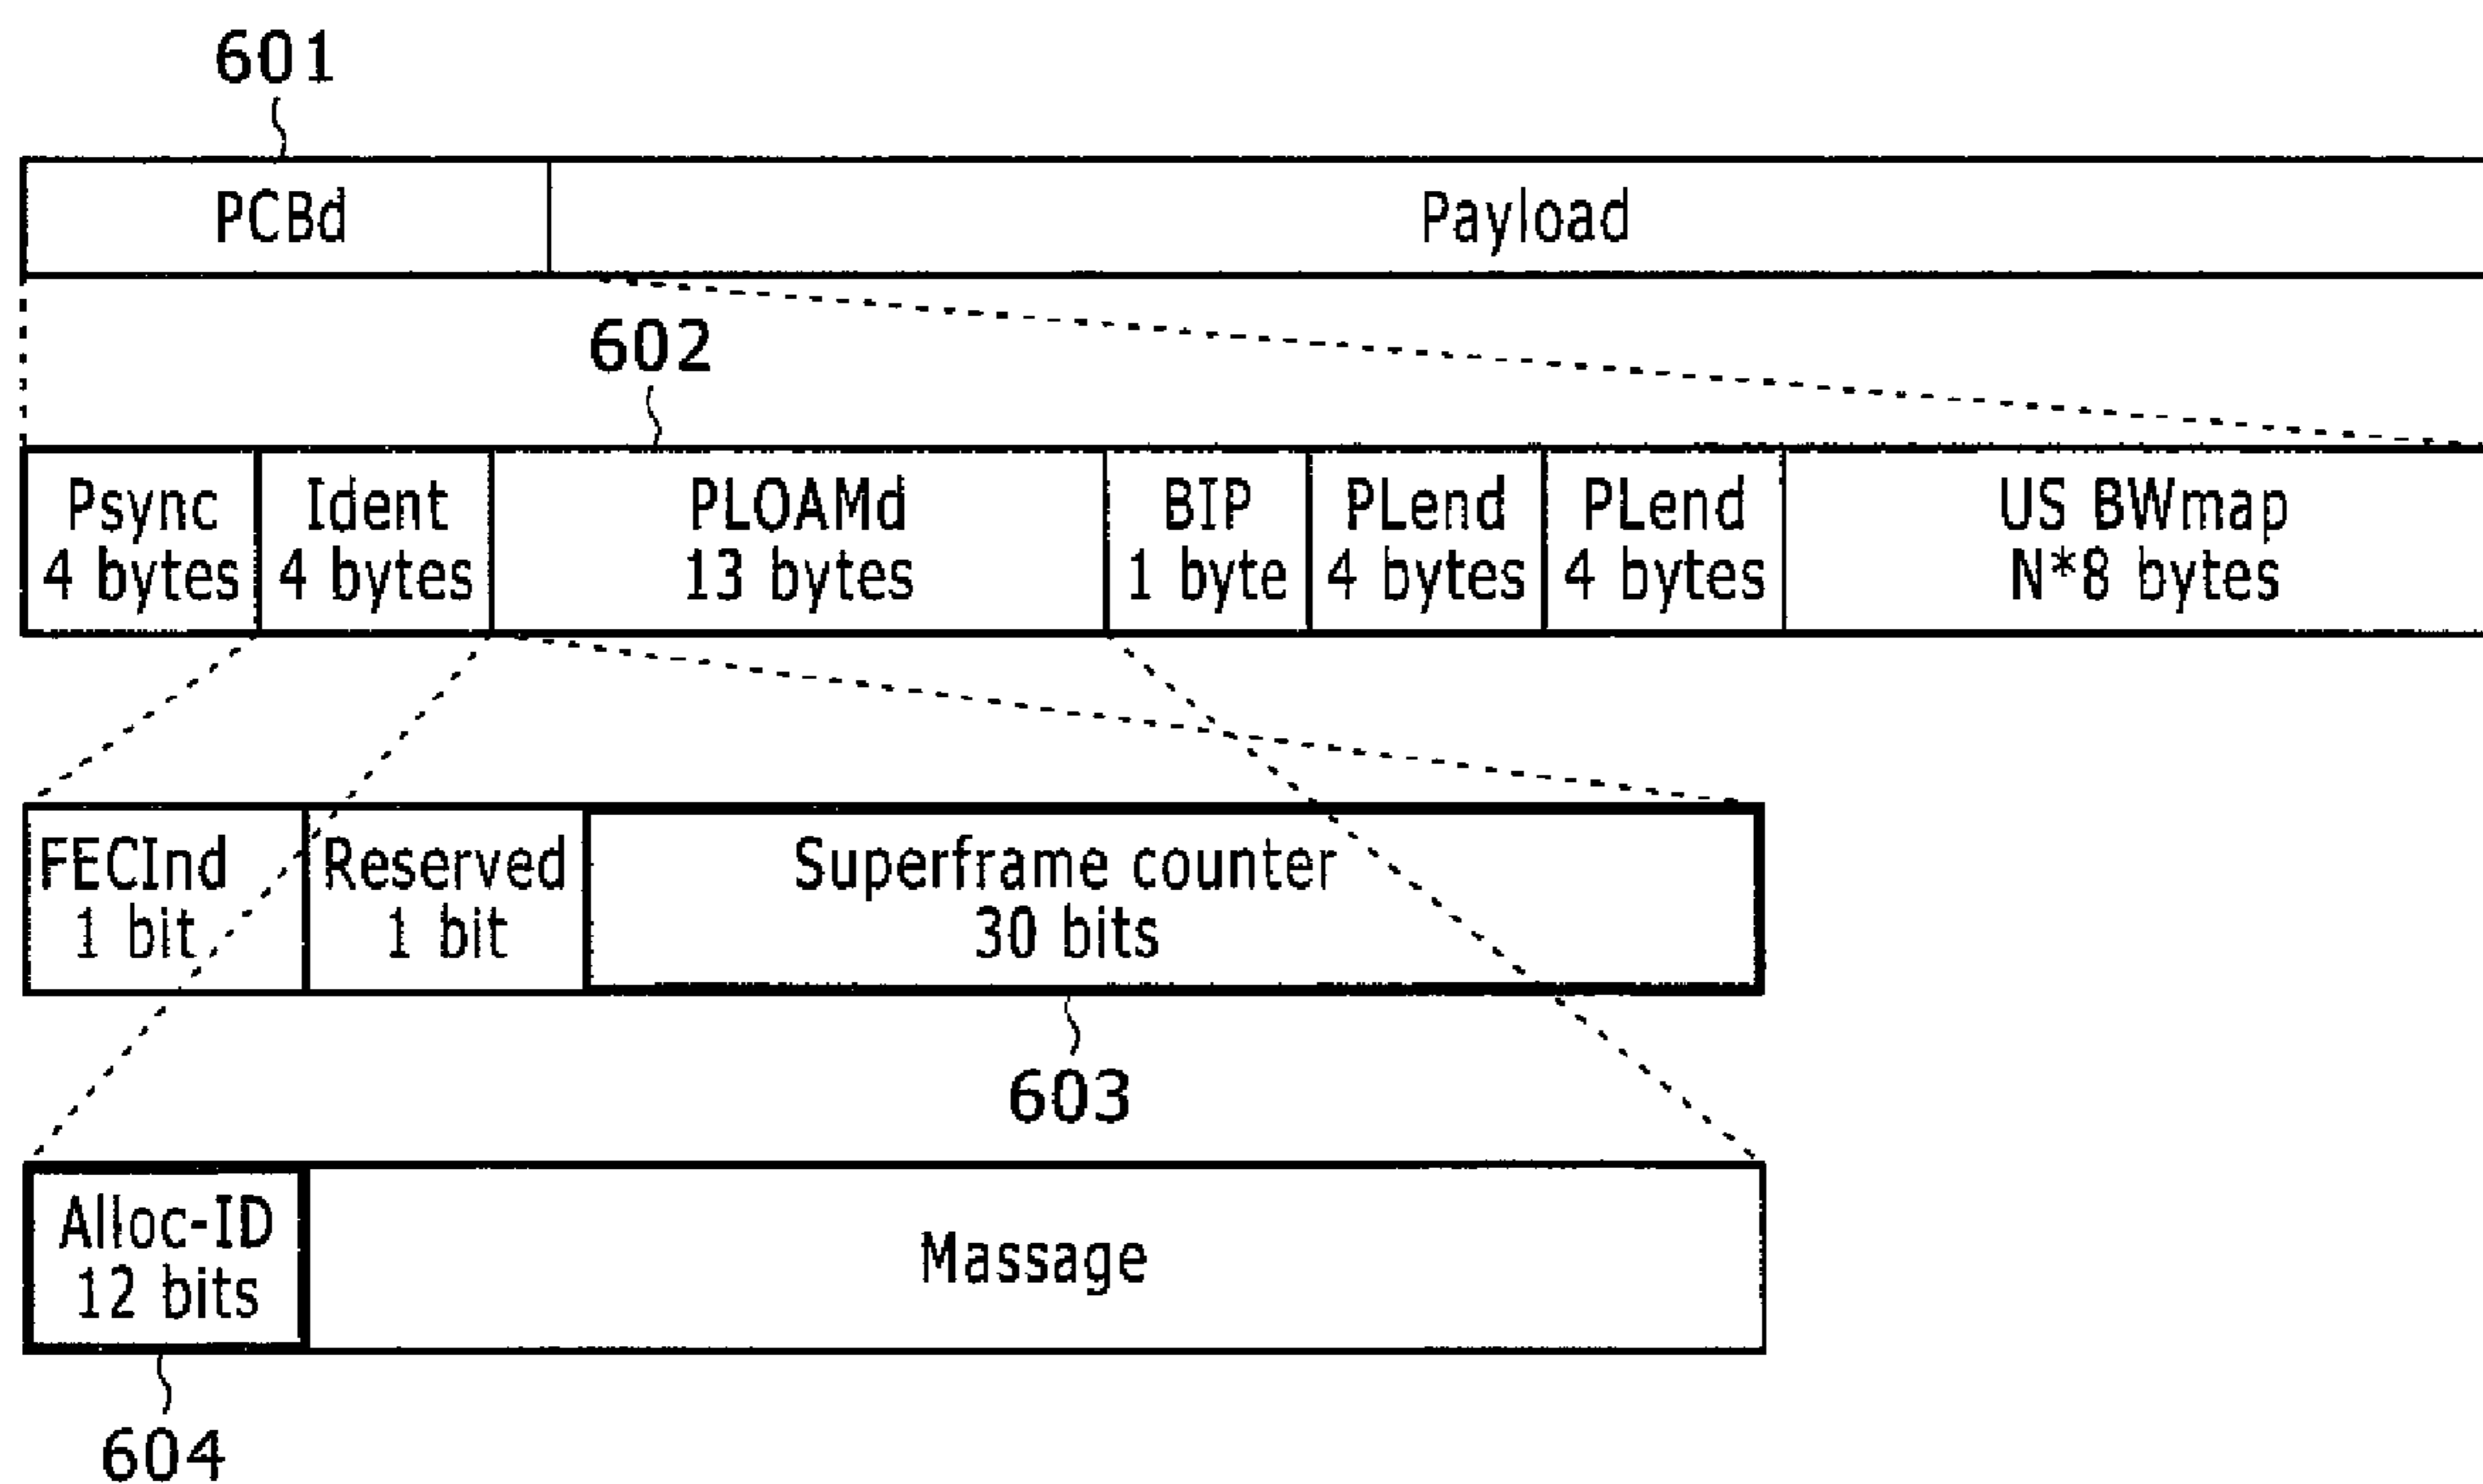 601
PCBd Payload
602
Psync Ident PLOAMd BIP PLend PLend US BWmap
4 bytes 4 bytes 13 bytes 1 byte 4 bytes 4 bytes N*8 bytes
FECInd Reserved Superframe counter
1 bit 1 bit 30 bits
603
Alloc-ID
12 bits
Massage
604